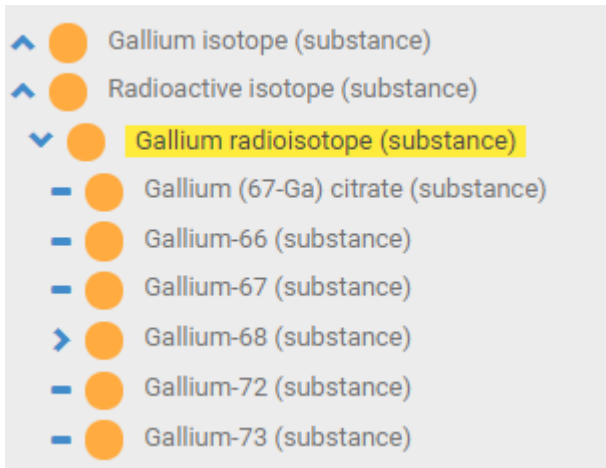 Gallium isotope (substance)
Radioactive isotope (substance)
Gallium radioisotope (substance)
Gallium (67-Ga) citrate (substance)
Gallium-66 (substance)
Gallium-67 (substance)
Gallium-68 (substance)
Gallium-72 (substance)
Gallium-73 (substance)